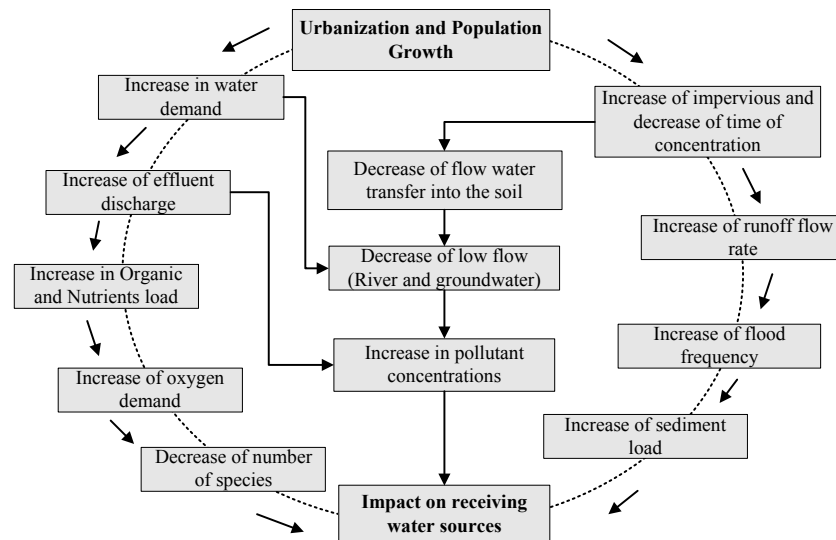 Urbanization and Population
Growth
Increase in water
demand
Increase of impervious and
decrease of time of
concentration
Decrease of flow water
transfer into the soil
Increase of effluent
discharge
Increase of runoff flow
rate
Decrease of low flow
(River and groundwater)
Increase in Organic
and Nutrients load
Increase of flood
frequency
Increase in pollutant
concentrations
Increase of oxygen
demand
Increase of sediment
load
Decrease of number
of species
Impact on receiving
water sources